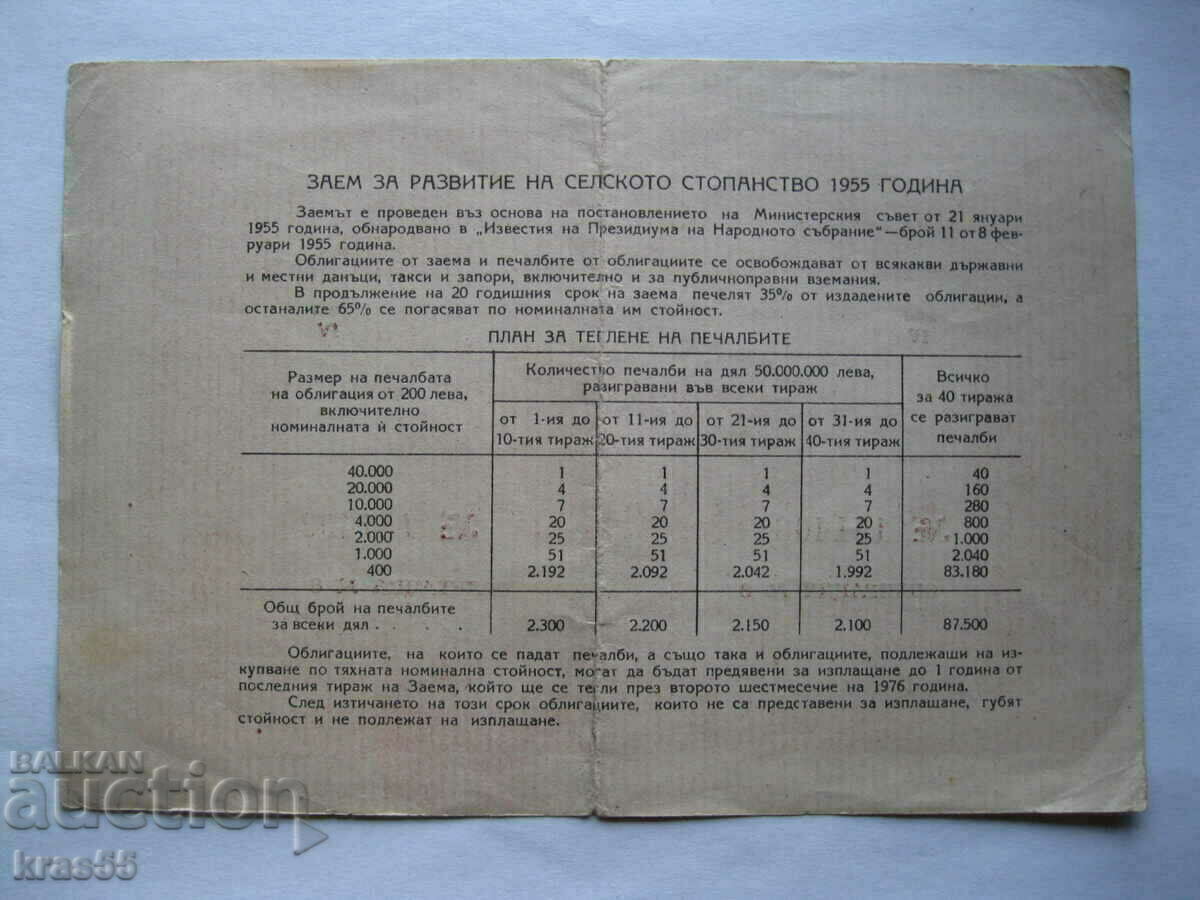 ЗАЕМ ЗА РАЗВИТИЕ НА СЕЛСКОТО СТОПАНСТВО 1955 ГОДИНА
Заемът е проведен въз основа на постановлението на Министерския съвет от 21 януари
1955 година, обнародвано в „Известия на Президиума на Народното събрание“—брой 11 от 8 фев-
руари 1955 година.
Облигациите от заема и печалбите от облигациите се освобождават от всякакви държавни
и местни данъци, такси и запори, включително и за публичноправни вземания.
В продължение на 20 годишния срок на заема печелят 35% от издадените облигации, а
останалите 65% се погасяват по номиналната им стойност.
ПЛАН ЗА ТЕГЛЕНЕ НА ПЕЧАЛБИТЕ
Размер на печалбата
на облигация от 200 лева,
включително
номиналната ѝ стойност
Количество печалби на дял 50.000.000 лева,
разигравани във всеки тираж
от 1-ия до
10-тия тираж
от 11-ия до
20-тия тираж
от 21-ия до
30-тия тираж
от 31-ия до
40-тия тираж
Всичко
за 40 тиража
се разиграват
печалби
40.000 1 1 1 1 40
20.000 4 4 4 4 160
10.000 7 7 7 7 280
4.000 20 20 20 20 800
2.000 25 25 25 25 1.000
1.000 51 51 51 51 2.040
400 2.192 2.092 2.042 1.992 83.180
Общ брой на печалбите
за всеки дял . . . . . 2.300 2.200 2.150 2.100 87.500
Облигациите, на които се падат печалби, а също така и облигациите, подлежащи на из-
купване по тяхната номинална стойност, могат да бъдат предявени за изплащане до 1 година от
последния тираж на Заема, който ще се тегли през второто шестмесечие на 1976 година.
След изтичането на този срок облигациите, които не са представени за изплащане, губят
стойност и не подлежат на изплащане.
BALKAN
auction
kras55